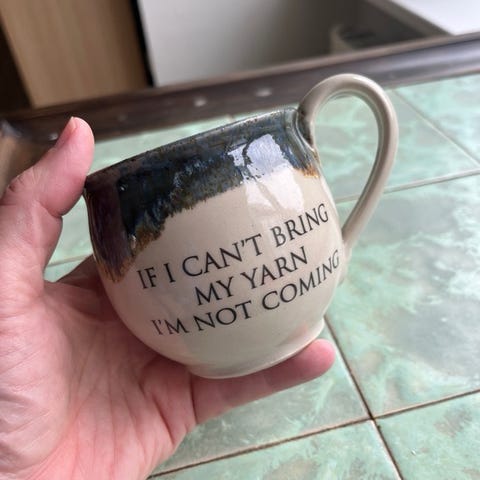 IF I CAN'T BRING
MY YARN
I'M NOT COMING